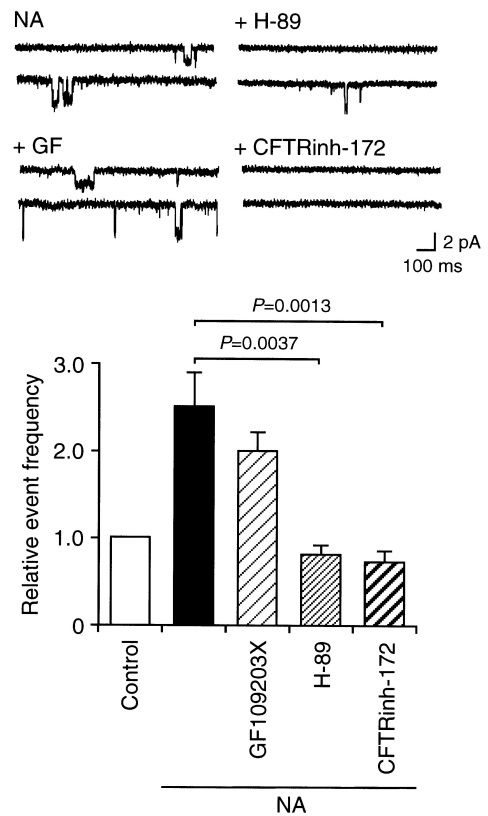 NA
+ H-89
+ GF
+ CFTRinh-172
2 pA
100 ms
P=0.0013
P=0.0037
Relative event frequency
3.0
2.0
1.0
0
Control
GF109203X
H-89
CFTRinh-172
NA